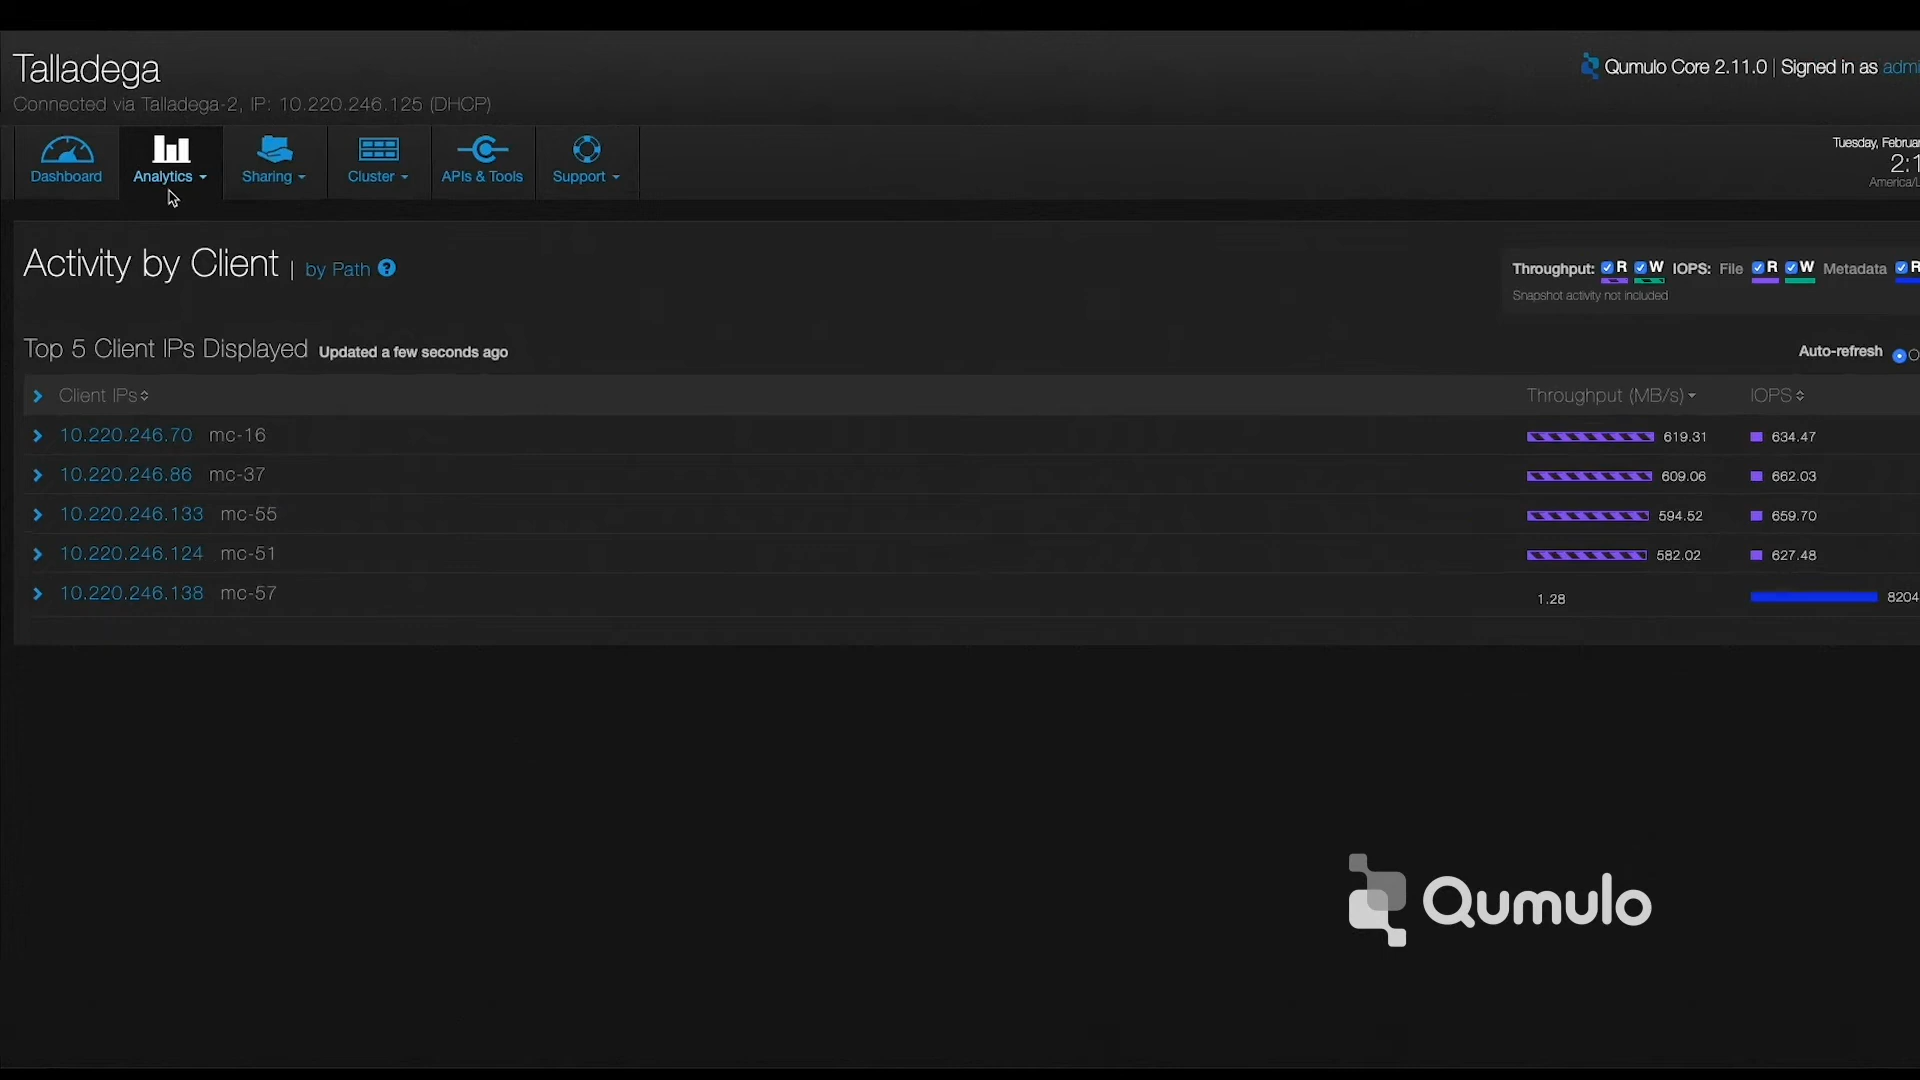 Talladega
Qumulo Core 2.11.0 | Signed in as
Connected via Talladega-2, IP: 10.220.246.125 (DHCP)
Dashboard
Analytics
Sharing
Cluster
APIs & Tools
Support
Tuesday,
Activity by Client | by Path ?
Throughput: R W IOPS: File R W Metadata R
Snapshot activity not included
Top 5 Client IPs Displayed Updated a few seconds ago
Auto-refresh
Client IPs Throughput (MB/s) IOPS
10.220.246.70 mc-16 619.31 634.47
10.220.246.86 mc-37 609.06 662.03
10.220.246.133 mc-55 594.52 659.70
10.220.246.124 mc-51 582.02 627.48
10.220.246.138 mc-57 1.28 8204
Qumulo